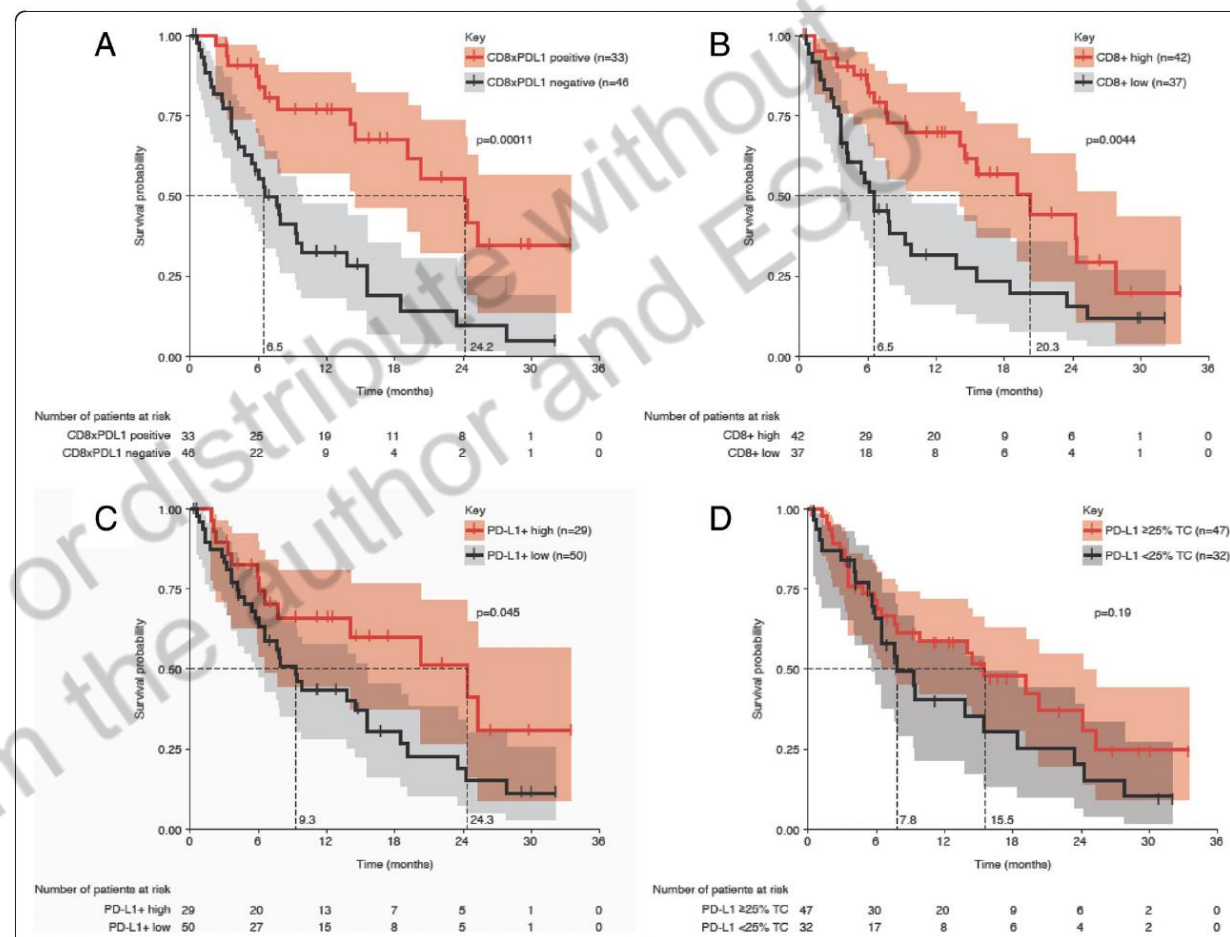 A
Key
CD8xPDL1 positive (n=33)
CD8xPDL1 negative (n=46
p=0.00011
Survival probability
1.00
0.75
0.50
0.25
0.00
6.5
24.2
0 6 12 18 24 30 36
Time (months)
Number of patients at risk
CD8xPDL1 positive 33 25 19 11 8 1 0
CD8xPDL1 negative 46 22 9 4 2 1 0
B
Key
CD8+ high (n=42)
CD8+ low (n=37)
p=0.0044
Survival probability
1.00
0.75
0.50
0.25
0.00
6.5
20.3
0 6 12 18 24 30 36
Time (months)
Number of patients at risk
CD8+ high 42 29 20 9 6 1 0
CD8+ low 37 18 8 6 4 1 0
C
Key
PD-L1+ high (n=29)
PD-L1+ low (n=50)
p=0.045
Survival probability
1.00
0.75
0.50
0.25
0.00
9.3
24.3
0 6 12 18 24 30 36
Time (months)
Number of patients at risk
PD-L1+ high 29 20 13 7 5 1 0
PD-L1+ low 50 27 15 8 5 1 0
D
Key
PD-L1 ≥25% TC (n=47)
PD-L1 <25% TC (n=32)
p=0.19
Survival probability
1.00
0.75
0.50
0.25
0.00
7.8
15.5
0 6 12 18 24 30 36
Time (months)
Number of patients at risk
PD-L1 ≥25% TC 47 30 20 9 6 2 0
PD-L1 <25% TC 32 17 8 6 4 2 0
or distribute without
the author and ESO